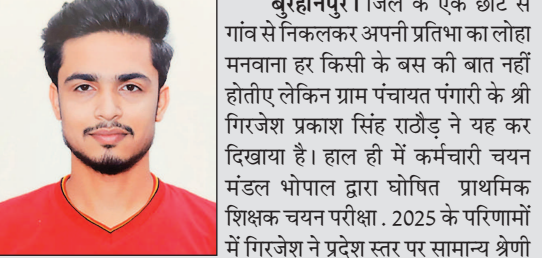 बुरहानपुर। जिले के एक छोटे से
गांव से निकलकर अपनी प्रतिभा का लोहा
मनवाना हर किसी के बस की बात नहीं
होतीए लेकिन ग्राम पंचायत पंगारी के श्री
गिरजेश प्रकाश सिंह राठौड़ ने यह कर
दिखाया है। हाल ही में कर्मचारी चयन
मंडल भोपाल द्वारा घोषित प्राथमिक
शिक्षक चयन परीक्षा . 2025 के परिणामों
में गिरजेश ने प्रदेश स्तर पर सामान्य श्रेणी